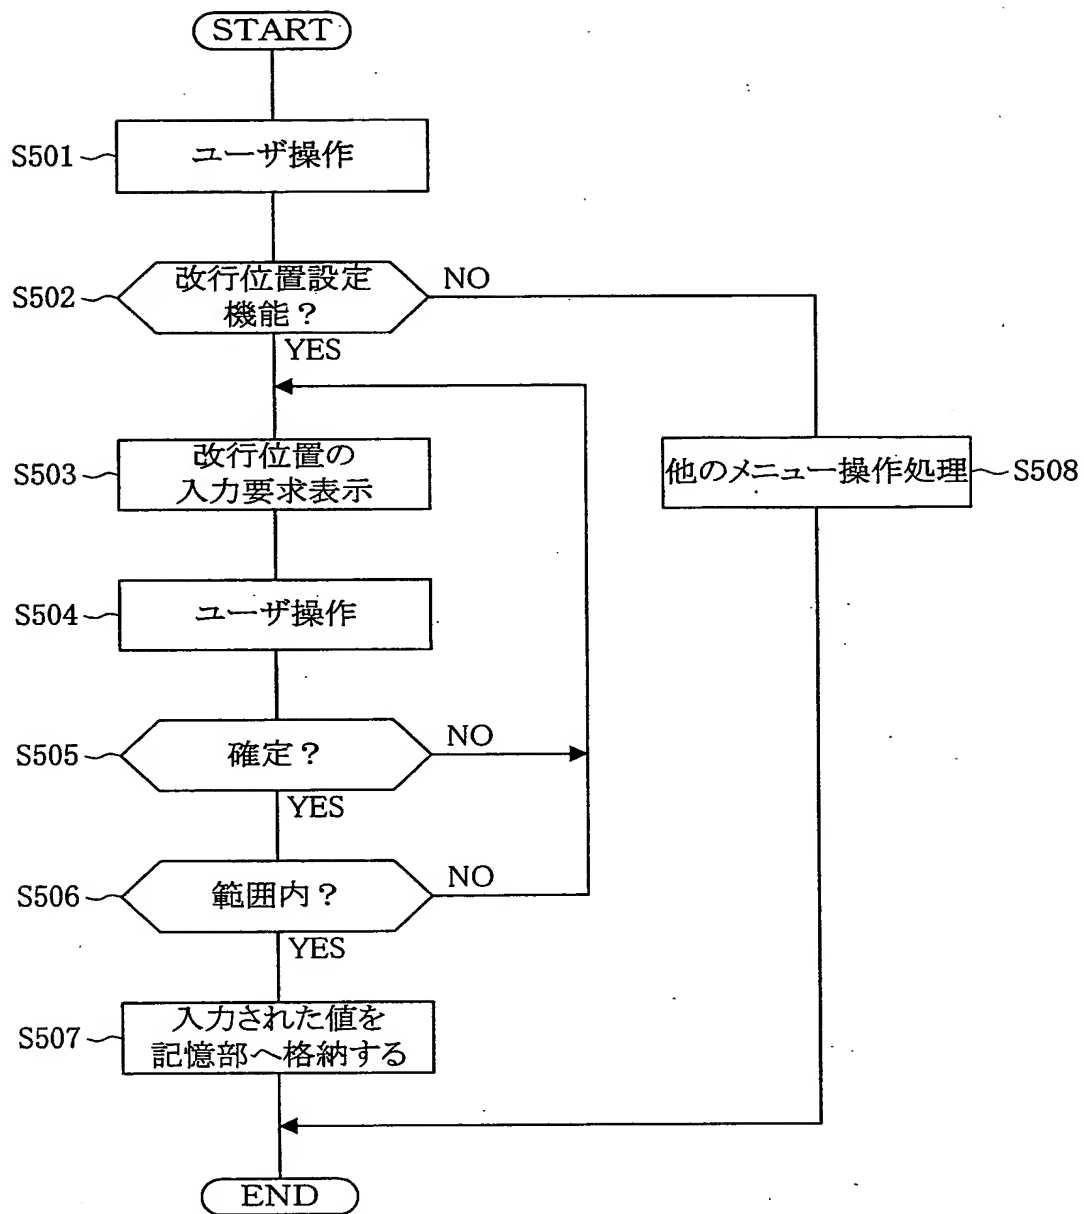 START
S501
ユーザ操作
S502
改行位置設定
機能？
NO
YES
S503
改行位置の
入力要求表示
他のメニュー操作処理
S508
S504
ユーザ操作
S505
確定？
NO
YES
S506
範囲内？
NO
YES
S507
入力された値を
記憶部へ格納する
END